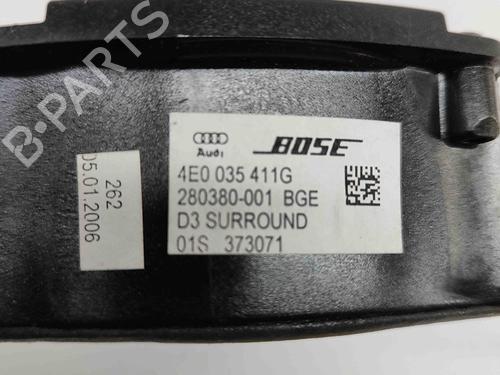 B-PARTS
Audi
BOSE
4E0 035 411G
280380-001 BGE
D3 SURROUND
01S 373071
262
05.01.2006